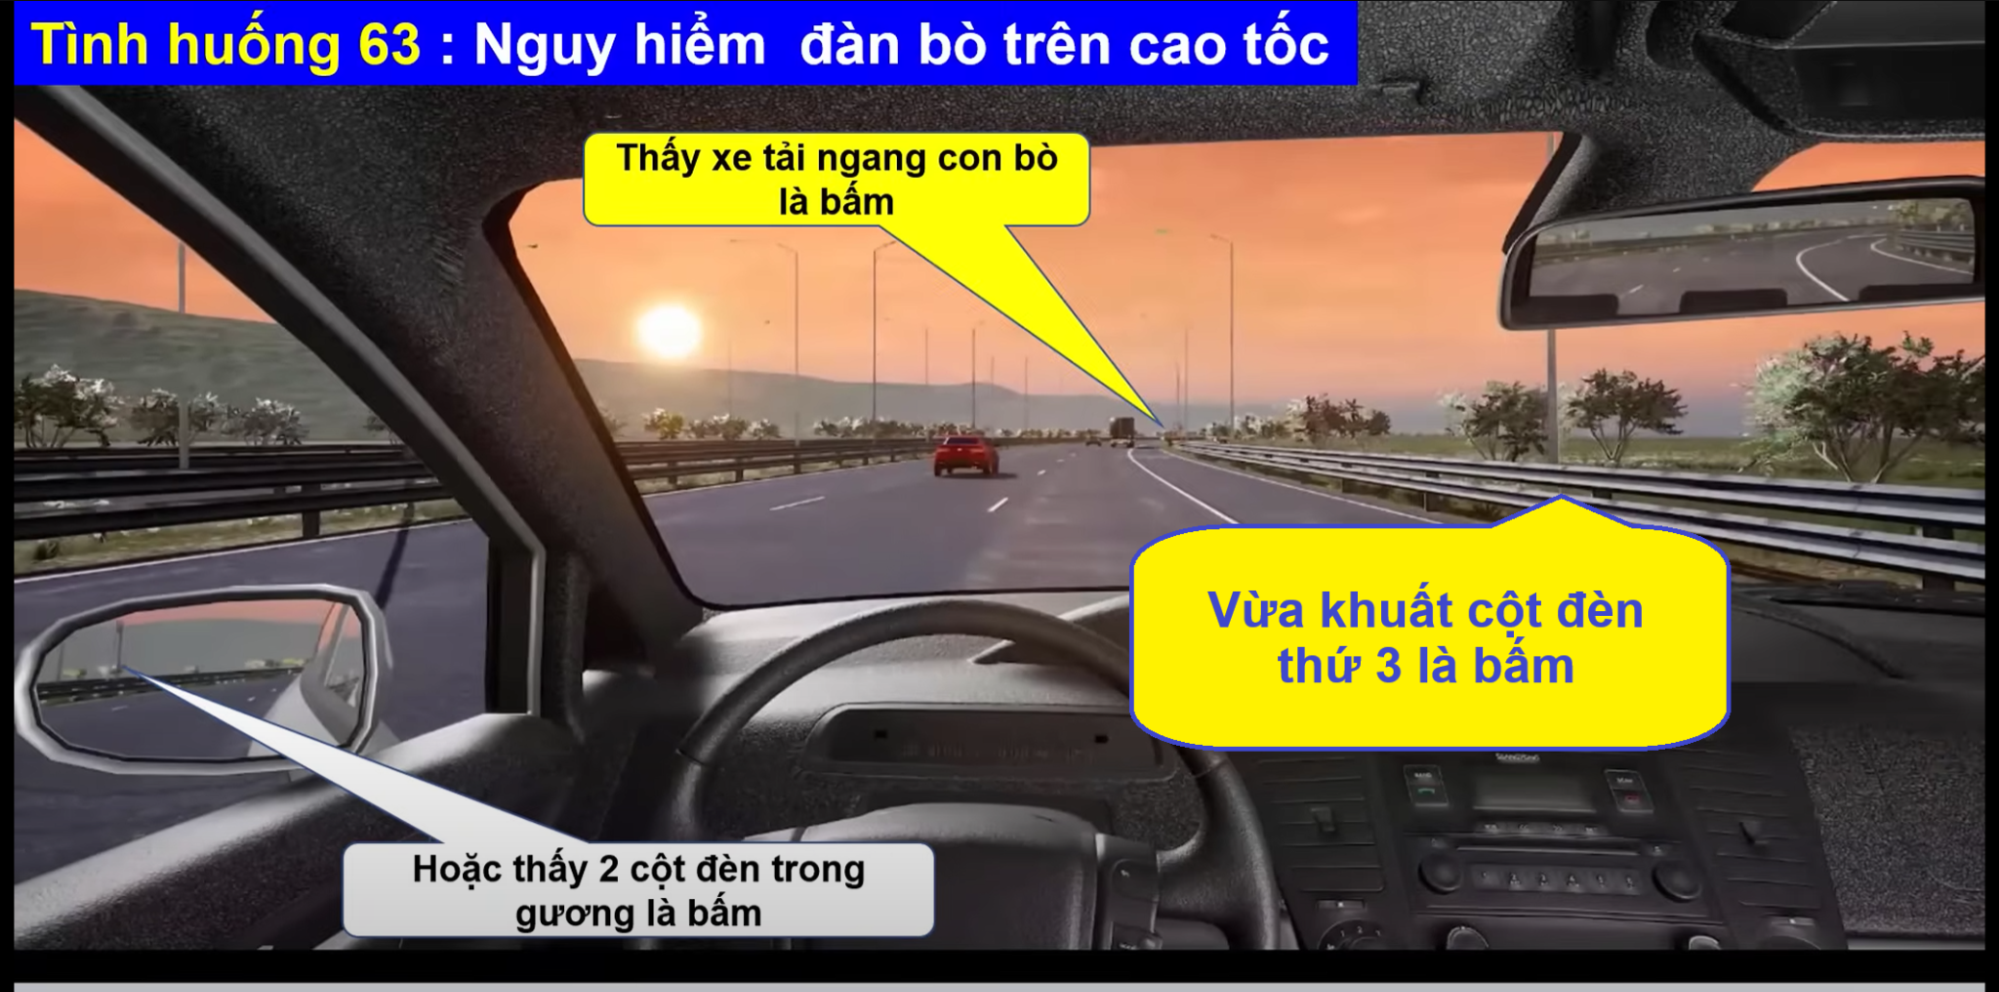 Tình huống 63 : Nguy hiểm đàn bò trên cao tốc
Thấy xe tải ngang con bò
là bấm
Vừa khuất cột đèn
thứ 3 là bấm
Hoặc thấy 2 cột đèn trong
gương là bấm